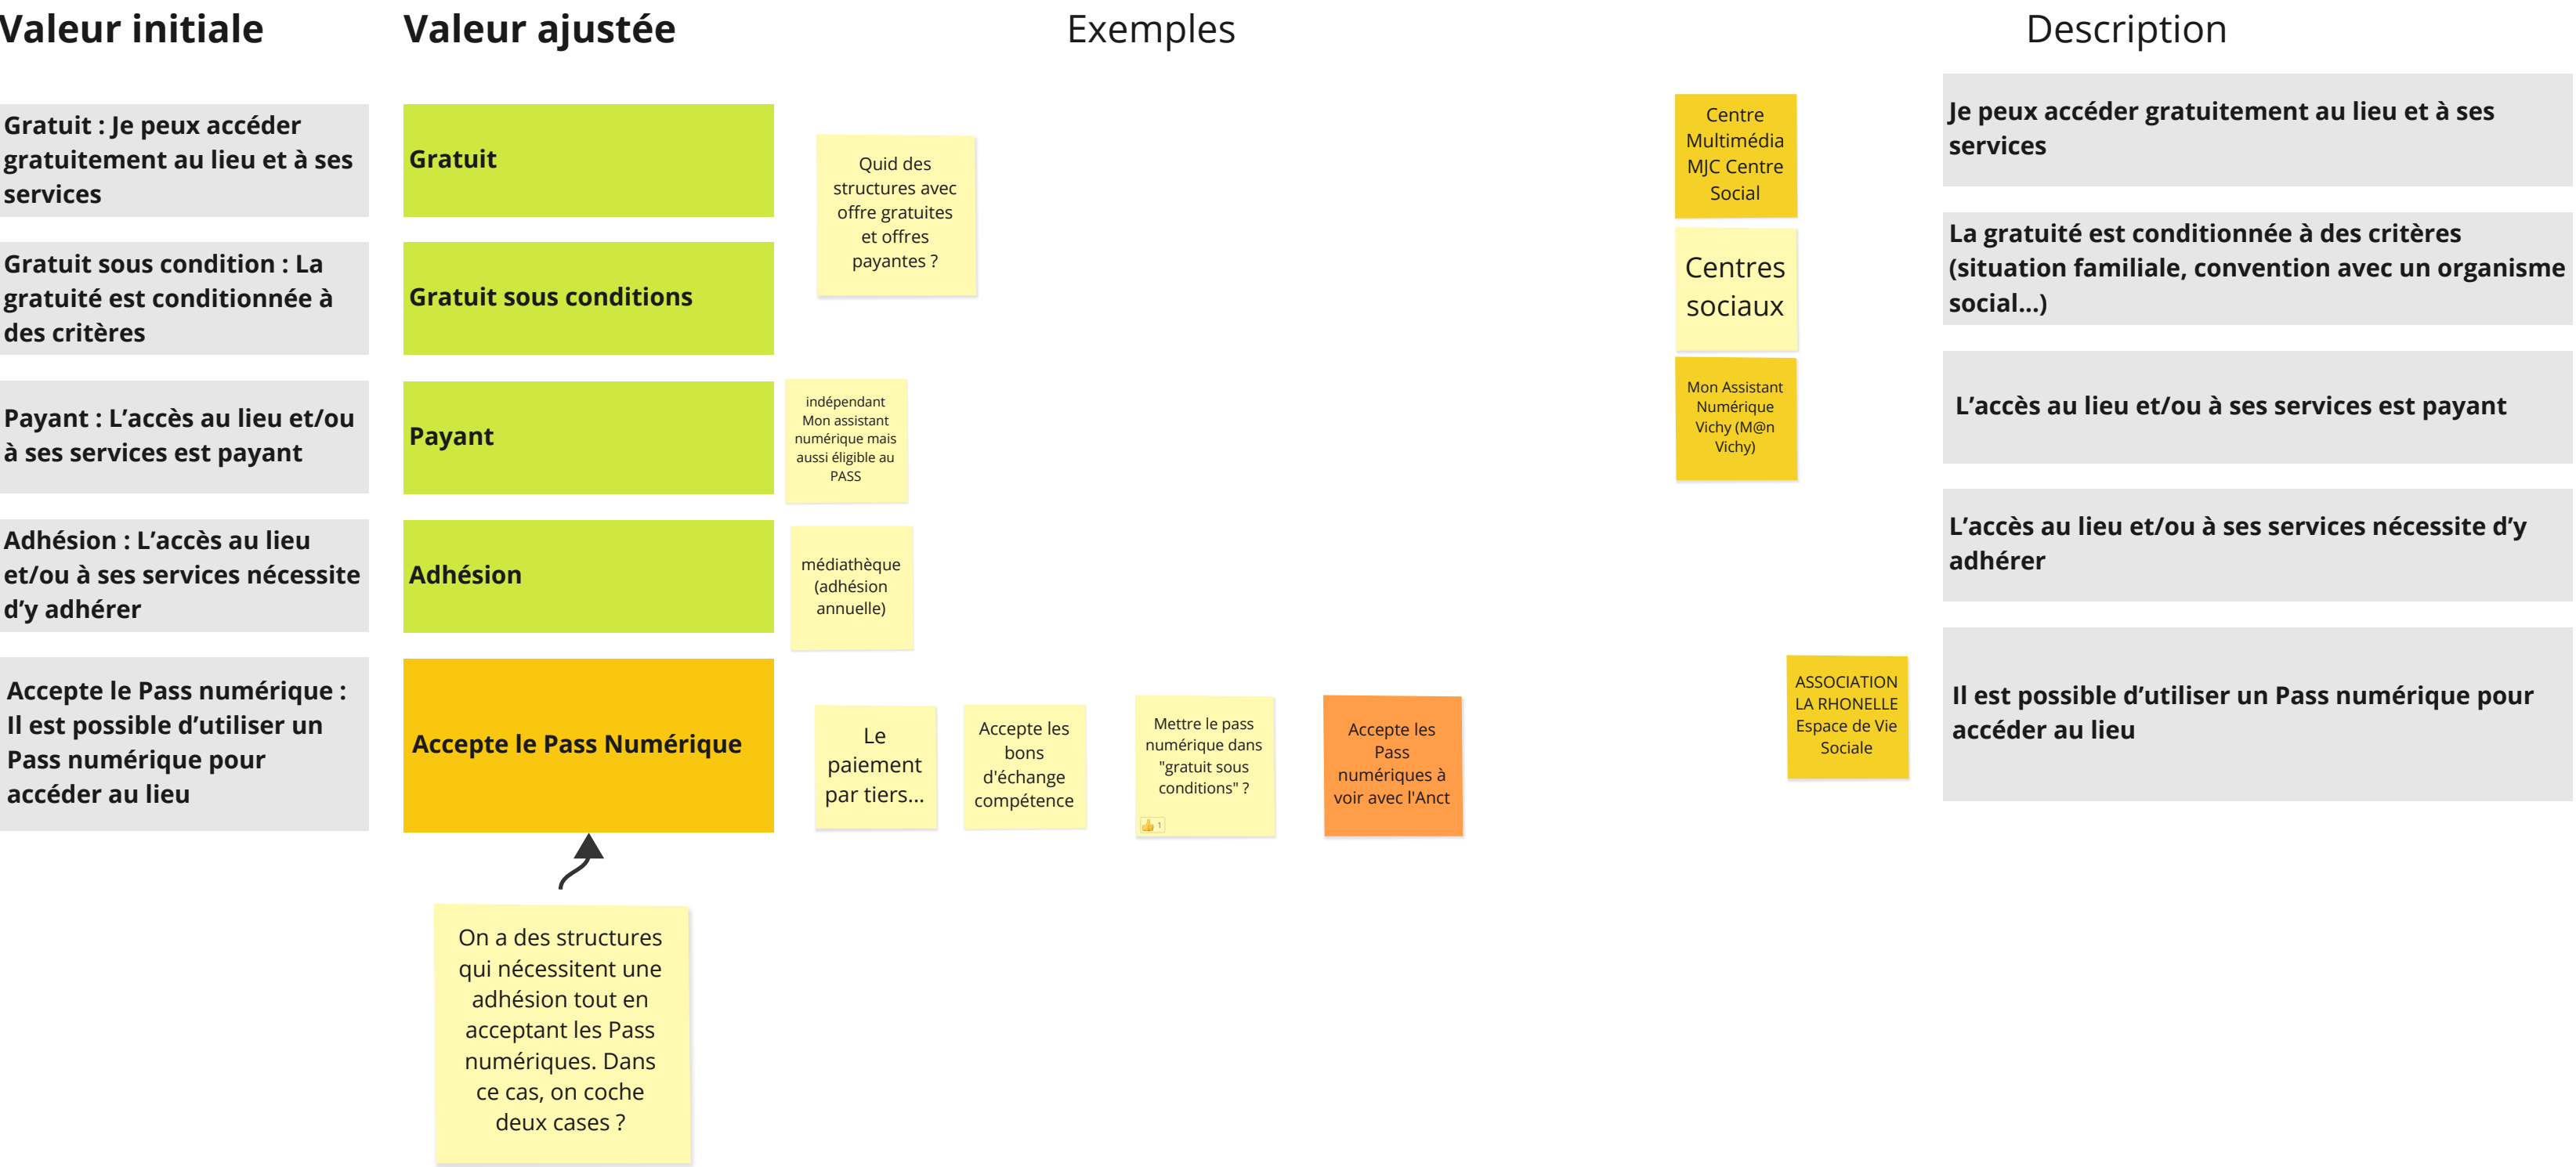 Valeur initiale
Valeur ajustée
Exemples
Description
Gratuit : Je peux accéder
gratuitement au lieu et à ses
services
Gratuit
Quid des
structures avec
offre gratuites
et offres
payantes ?
Centre
Multimédia
MJC Centre
Social
Je peux accéder gratuitement au lieu et à ses
services
Gratuit sous condition : La
gratuité est conditionnée à
des critères
Gratuit sous conditions
Centres
sociaux
La gratuité est conditionnée à des critères
(situation familiale, convention avec un organisme
social...)
Payant : L’accès au lieu et/ou
à ses services est payant
Payant
indépendant
Mon assistant
numérique mais
aussi éligible au
PASS
Mon Assistant
Numérique
Vichy (M@n
Vichy)
L’accès au lieu et/ou à ses services est payant
Adhésion : L’accès au lieu
et/ou à ses services nécessite
d’y adhérer
Adhésion
médiathèque
(adhésion
annuelle)
L’accès au lieu et/ou à ses services nécessite d’y
adhérer
Accepte le Pass numérique :
Il est possible d’utiliser un
Pass numérique pour
accéder au lieu
Accepte le Pass Numérique
Le
paiement
par tiers...
Accepte les
bons
d'échange
compétence
Mettre le pass
numérique dans
"gratuit sous
conditions" ?
1
Accepte les
Pass
numériques à
voir avec l'Anct
ASSOCIATION
LA RHONELLE
Espace de Vie
Sociale
Il est possible d’utiliser un Pass numérique pour
accéder au lieu
On a des structures
qui nécessitent une
adhésion tout en
acceptant les Pass
numériques. Dans
ce cas, on coche
deux cases ?